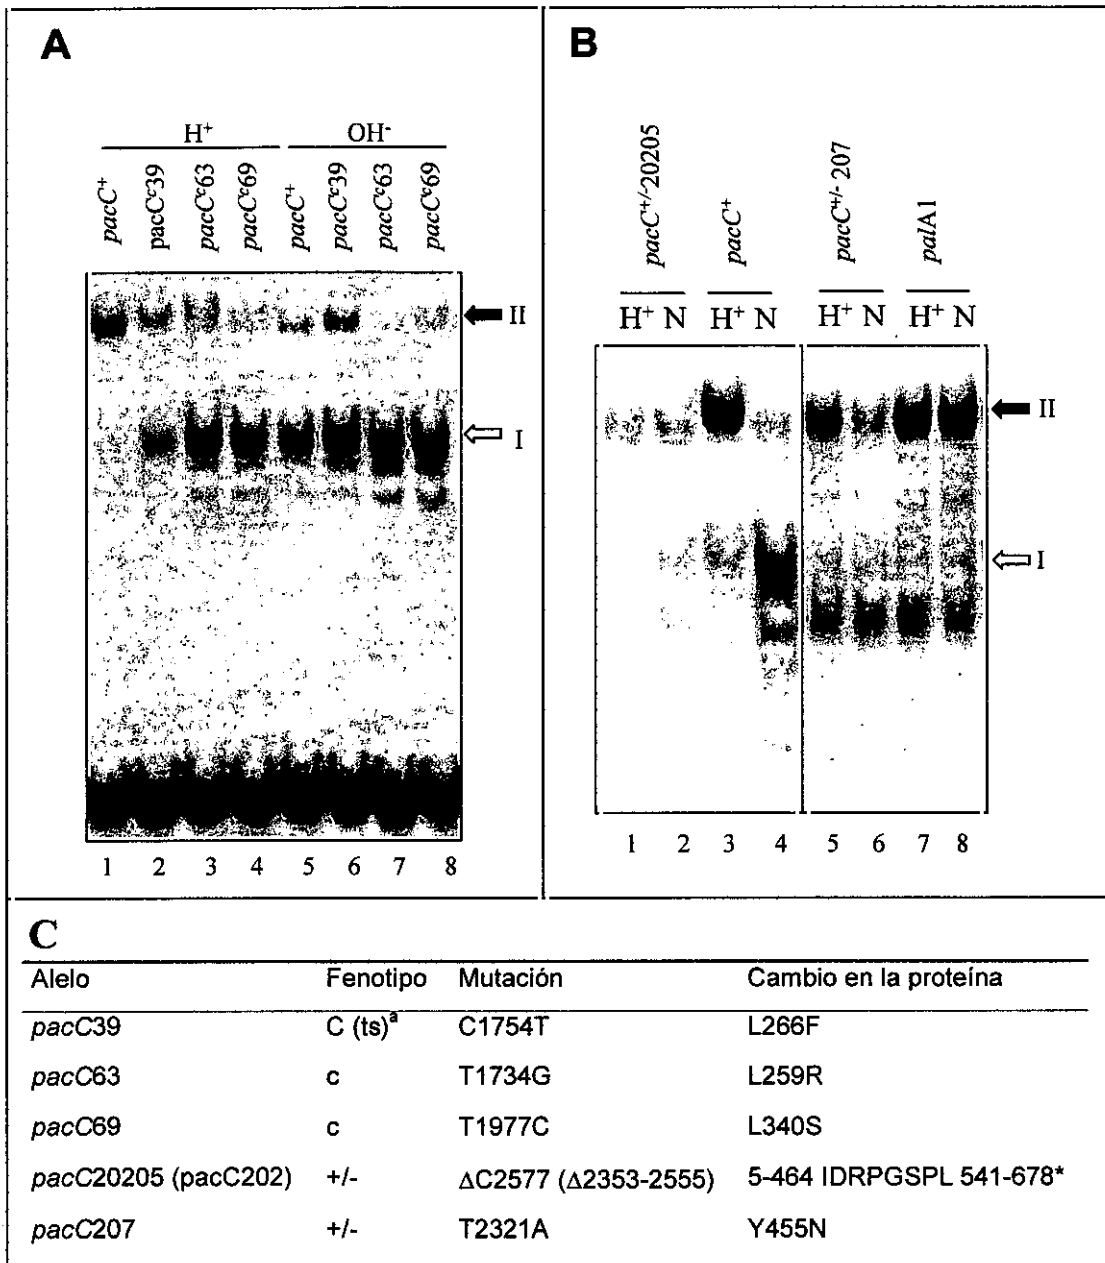 A
H⁺ OH⁻
pacC⁺ pacCᶜ39 pacCᶜ63 pacCᶜ69 pacC⁺ pacCᶜ39 pacCᶜ63 pacCᶜ69
II
I
1 2 3 4 5 6 7 8
B
pacC⁺/⁻20205 pacC⁺ pacC⁺/⁻ 207 palA1
H⁺ N H⁺ N H⁺ N H⁺ N
II
I
1 2 3 4 5 6 7 8
C
Alelo Fenotipo Mutación Cambio en la proteína
pacC39 C (ts)ᵃ C1754T L266F
pacC63 c T1734G L259R
pacC69 c T1977C L340S
pacC20205 (pacC202) +/- ΔC2577 (Δ2353-2555) 5-464 IDRPGSPL 541-678*
pacC207 +/- T2321A Y455N